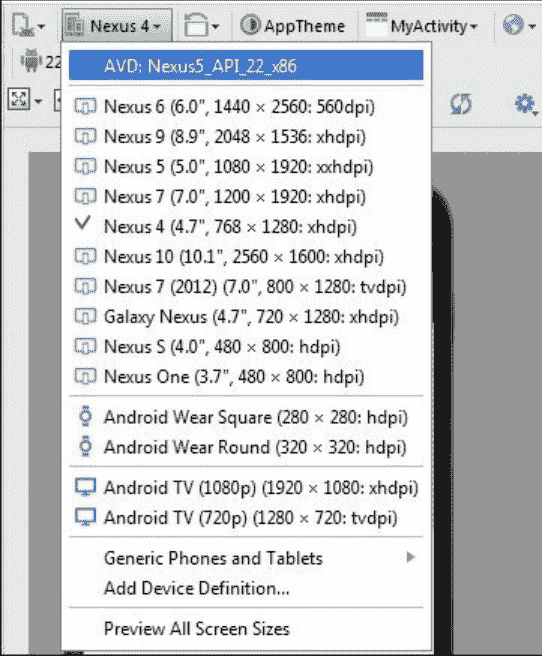 Nexus 4
AppTheme
MyActivity
22
AVD: Nexus5_API_22_x86
Nexus 6 (6.0", 1440 × 2560: 560dpi)
Nexus 9 (8.9", 2048 × 1536: xhdpi)
Nexus 5 (5.0", 1080 × 1920: xxhdpi)
Nexus 7 (7.0", 1200 × 1920: xhdpi)
Nexus 4 (4.7", 768 × 1280: xhdpi)
Nexus 10 (10.1", 2560 × 1600: xhdpi)
Nexus 7 (2012) (7.0", 800 × 1280: tvdpi)
Galaxy Nexus (4.7", 720 × 1280: xhdpi)
Nexus S (4.0", 480 × 800: hdpi)
Nexus One (3.7", 480 × 800: hdpi)
Android Wear Square (280 × 280: hdpi)
Android Wear Round (320 × 320: hdpi)
Android TV (1080p) (1920 × 1080: xhdpi)
Android TV (720p) (1280 × 720: tvdpi)
Generic Phones and Tablets
Add Device Definition...
Preview All Screen Sizes